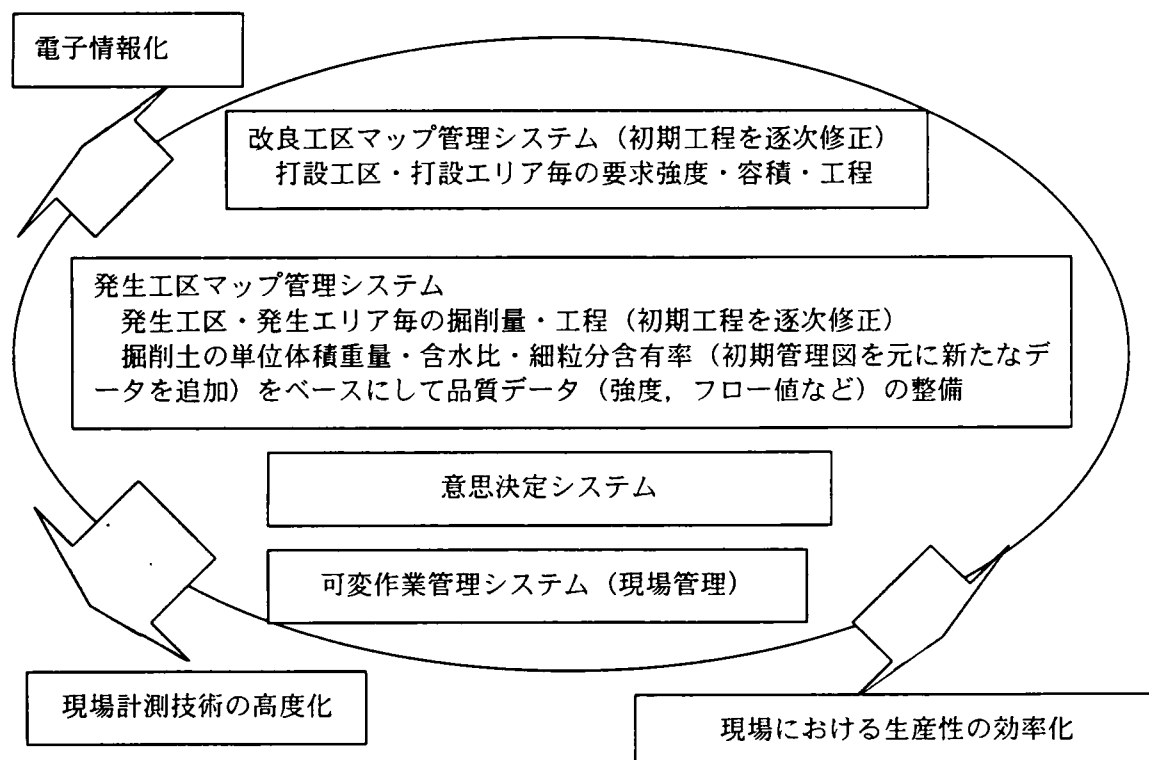 電子情報化
改良工区マップ管理システム（初期工程を逐次修正）
打設工区・打設エリア毎の要求強度・容積・工程
発生工区マップ管理システム
発生工区・発生エリア毎の掘削量・工程（初期工程を逐次修正）
掘削土の単位体積重量・含水比・細粒分含有率（初期管理図を元に新たなデ
ータを追加）をベースにして品質データ（強度，フロー値など）の整備
意思決定システム
可変作業管理システム（現場管理）
現場計測技術の高度化
現場における生産性の効率化